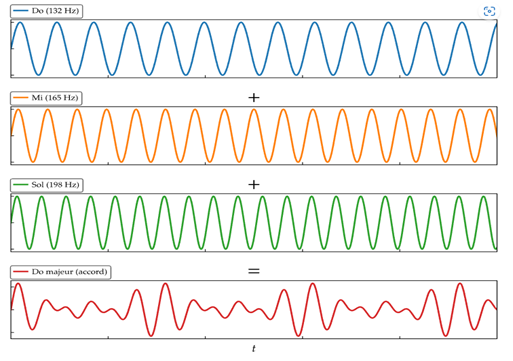 Do (132 Hz)
+
Mi (165 Hz)
+
Sol (198 Hz)
=
Do majeur (accord)
t